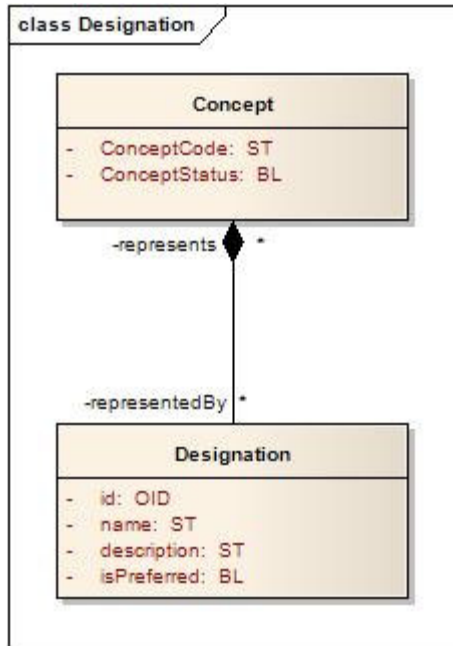 class Designation
Concept
- ConceptCode: ST
- ConceptStatus: BL
-represents *
-representedBy *
Designation
- id: OID
- name: ST
- description: ST
- isPreferred: BL